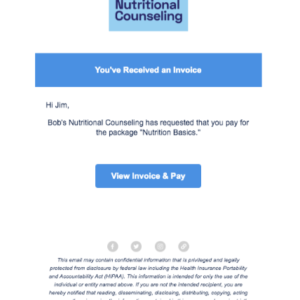 Nutritional
Counseling
You've Received an Invoice
Hi Jim,
Bob's Nutritional Counseling has requested that you pay for
the package "Nutrition Basics."
View Invoice & Pay
This email may contain confidential information that is privileged and legally
protected from disclosure by federal law including the Health Insurance Portability
and Accountability Act (HIPAA). This information is intended for only the use of the
individual or entity named above. If you are not the intended recipient, you are
hereby notified that reading, disseminating, disclosing, distributing, copying, acting